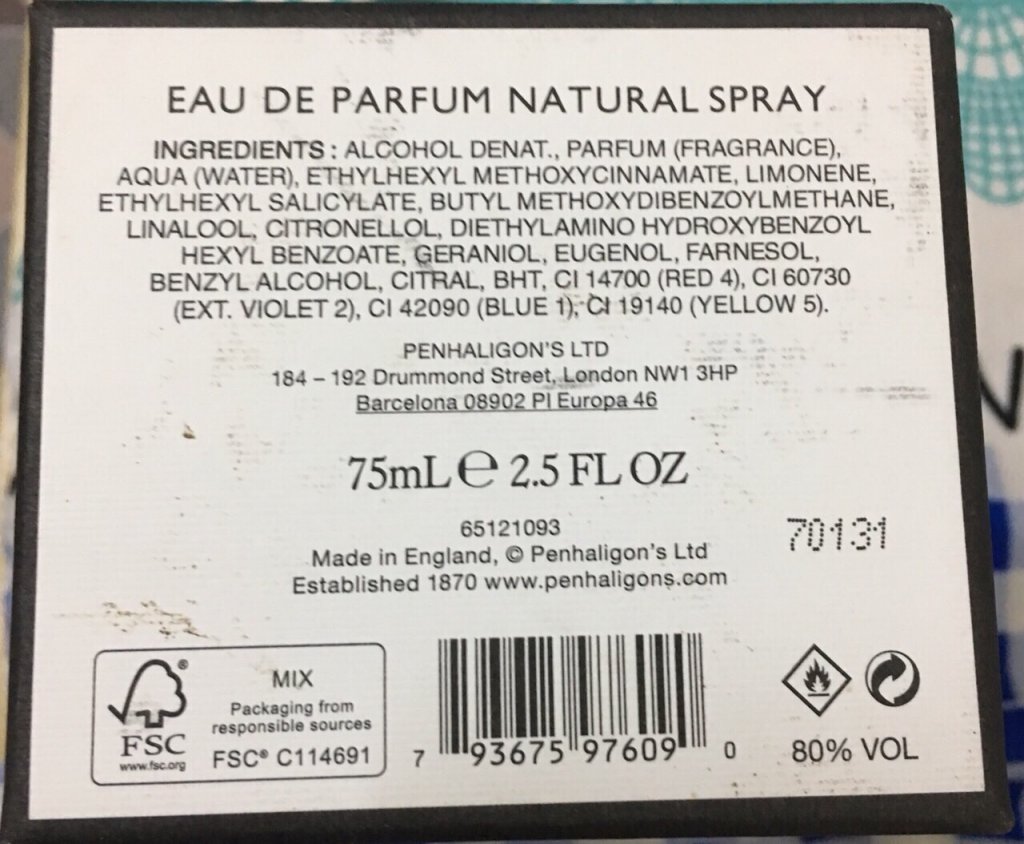 EAU DE PARFUM NATURAL SPRAY
INGREDIENTS : ALCOHOL DENAT., PARFUM (FRAGRANCE),
AQUA (WATER), ETHYLHEXYL METHOXYCINNAMATE, LIMONENE,
ETHYLHEXYL SALICYLATE, BUTYL METHOXYDIBENZOYLMETHANE,
LINALOOL, CITRONELLOL, DIETHYLAMINO HYDROXYBENZOYL
HEXYL BENZOATE, GERANIOL, EUGENOL, FARNESOL,
BENZYL ALCOHOL, CITRAL, BHT, CI 14700 (RED 4), CI 60730
(EXT. VIOLET 2), CI 42090 (BLUE 1), CI 19140 (YELLOW 5).
PENHALIGON'S LTD
184 – 192 Drummond Street, London NW1 3HP
Barcelona 08902 Pl Europa 46
75mL ℮ 2.5 FL OZ
65121093
Made in England, © Penhaligon's Ltd
Established 1870 www.penhaligons.com
70131
FSC
www.fsc.org
®
MIX
Packaging from
responsible sources
FSC® C114691
7 93675 97609 0
80% VOL